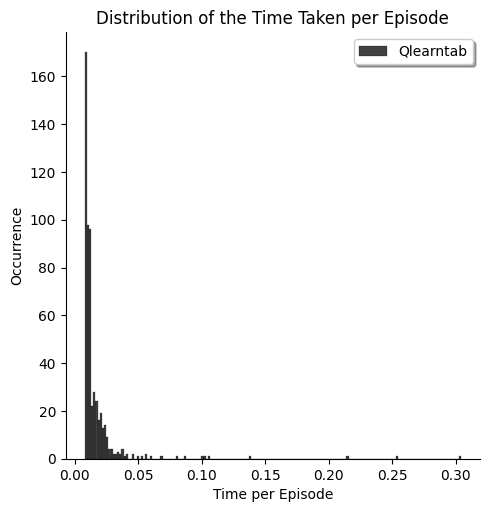 Distribution of the Time Taken per Episode
Qlearntab
160
140
120
100
80
60
40
20
0
Occurrence
0.00 0.05 0.10 0.15 0.20 0.25 0.30
Time per Episode